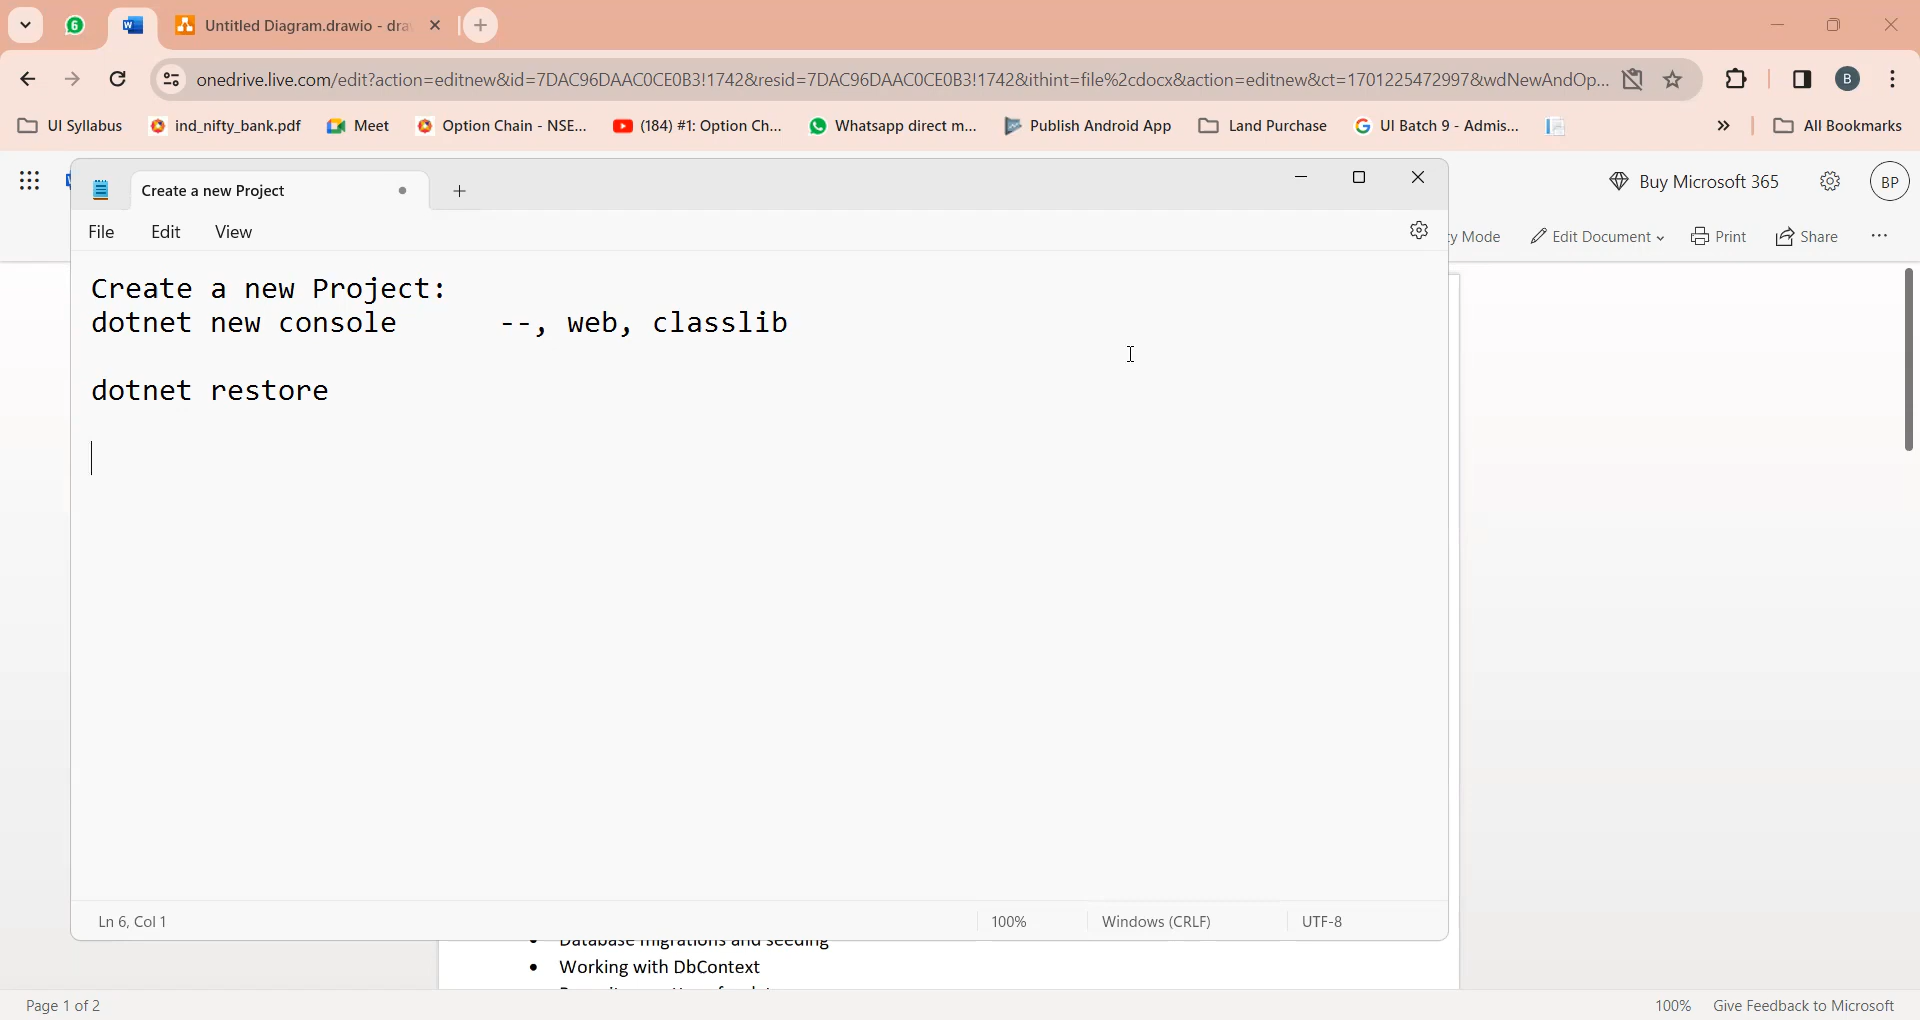 6
Untitled Diagram.drawio - dra
onedrive.live.com/edit?action=editnew&id=7DAC96DAAC0CE0B3!1742&resid=7DAC96DAAC0CE0B3!1742&ithint=file%2cdocx&action=editnew&ct=1701225472997&wdNewAndOp...
B
UI Syllabus
ind_nifty_bank.pdf
Meet
Option Chain - NSE...
(184) #1: Option Ch...
Whatsapp direct m...
Publish Android App
Land Purchase
UI Batch 9 - Admis...
All Bookmarks
Create a new Project
Buy Microsoft 365
BP
File Edit View
y Mode
Edit Document
Print
Share
Create a new Project:
dotnet new console      --, web, classlib
dotnet restore
Ln 6, Col 1
100%
Windows (CRLF)
UTF-8
Database migrations and seeding
Working with DbContext
Page 1 of 2
100%
Give Feedback to Microsoft